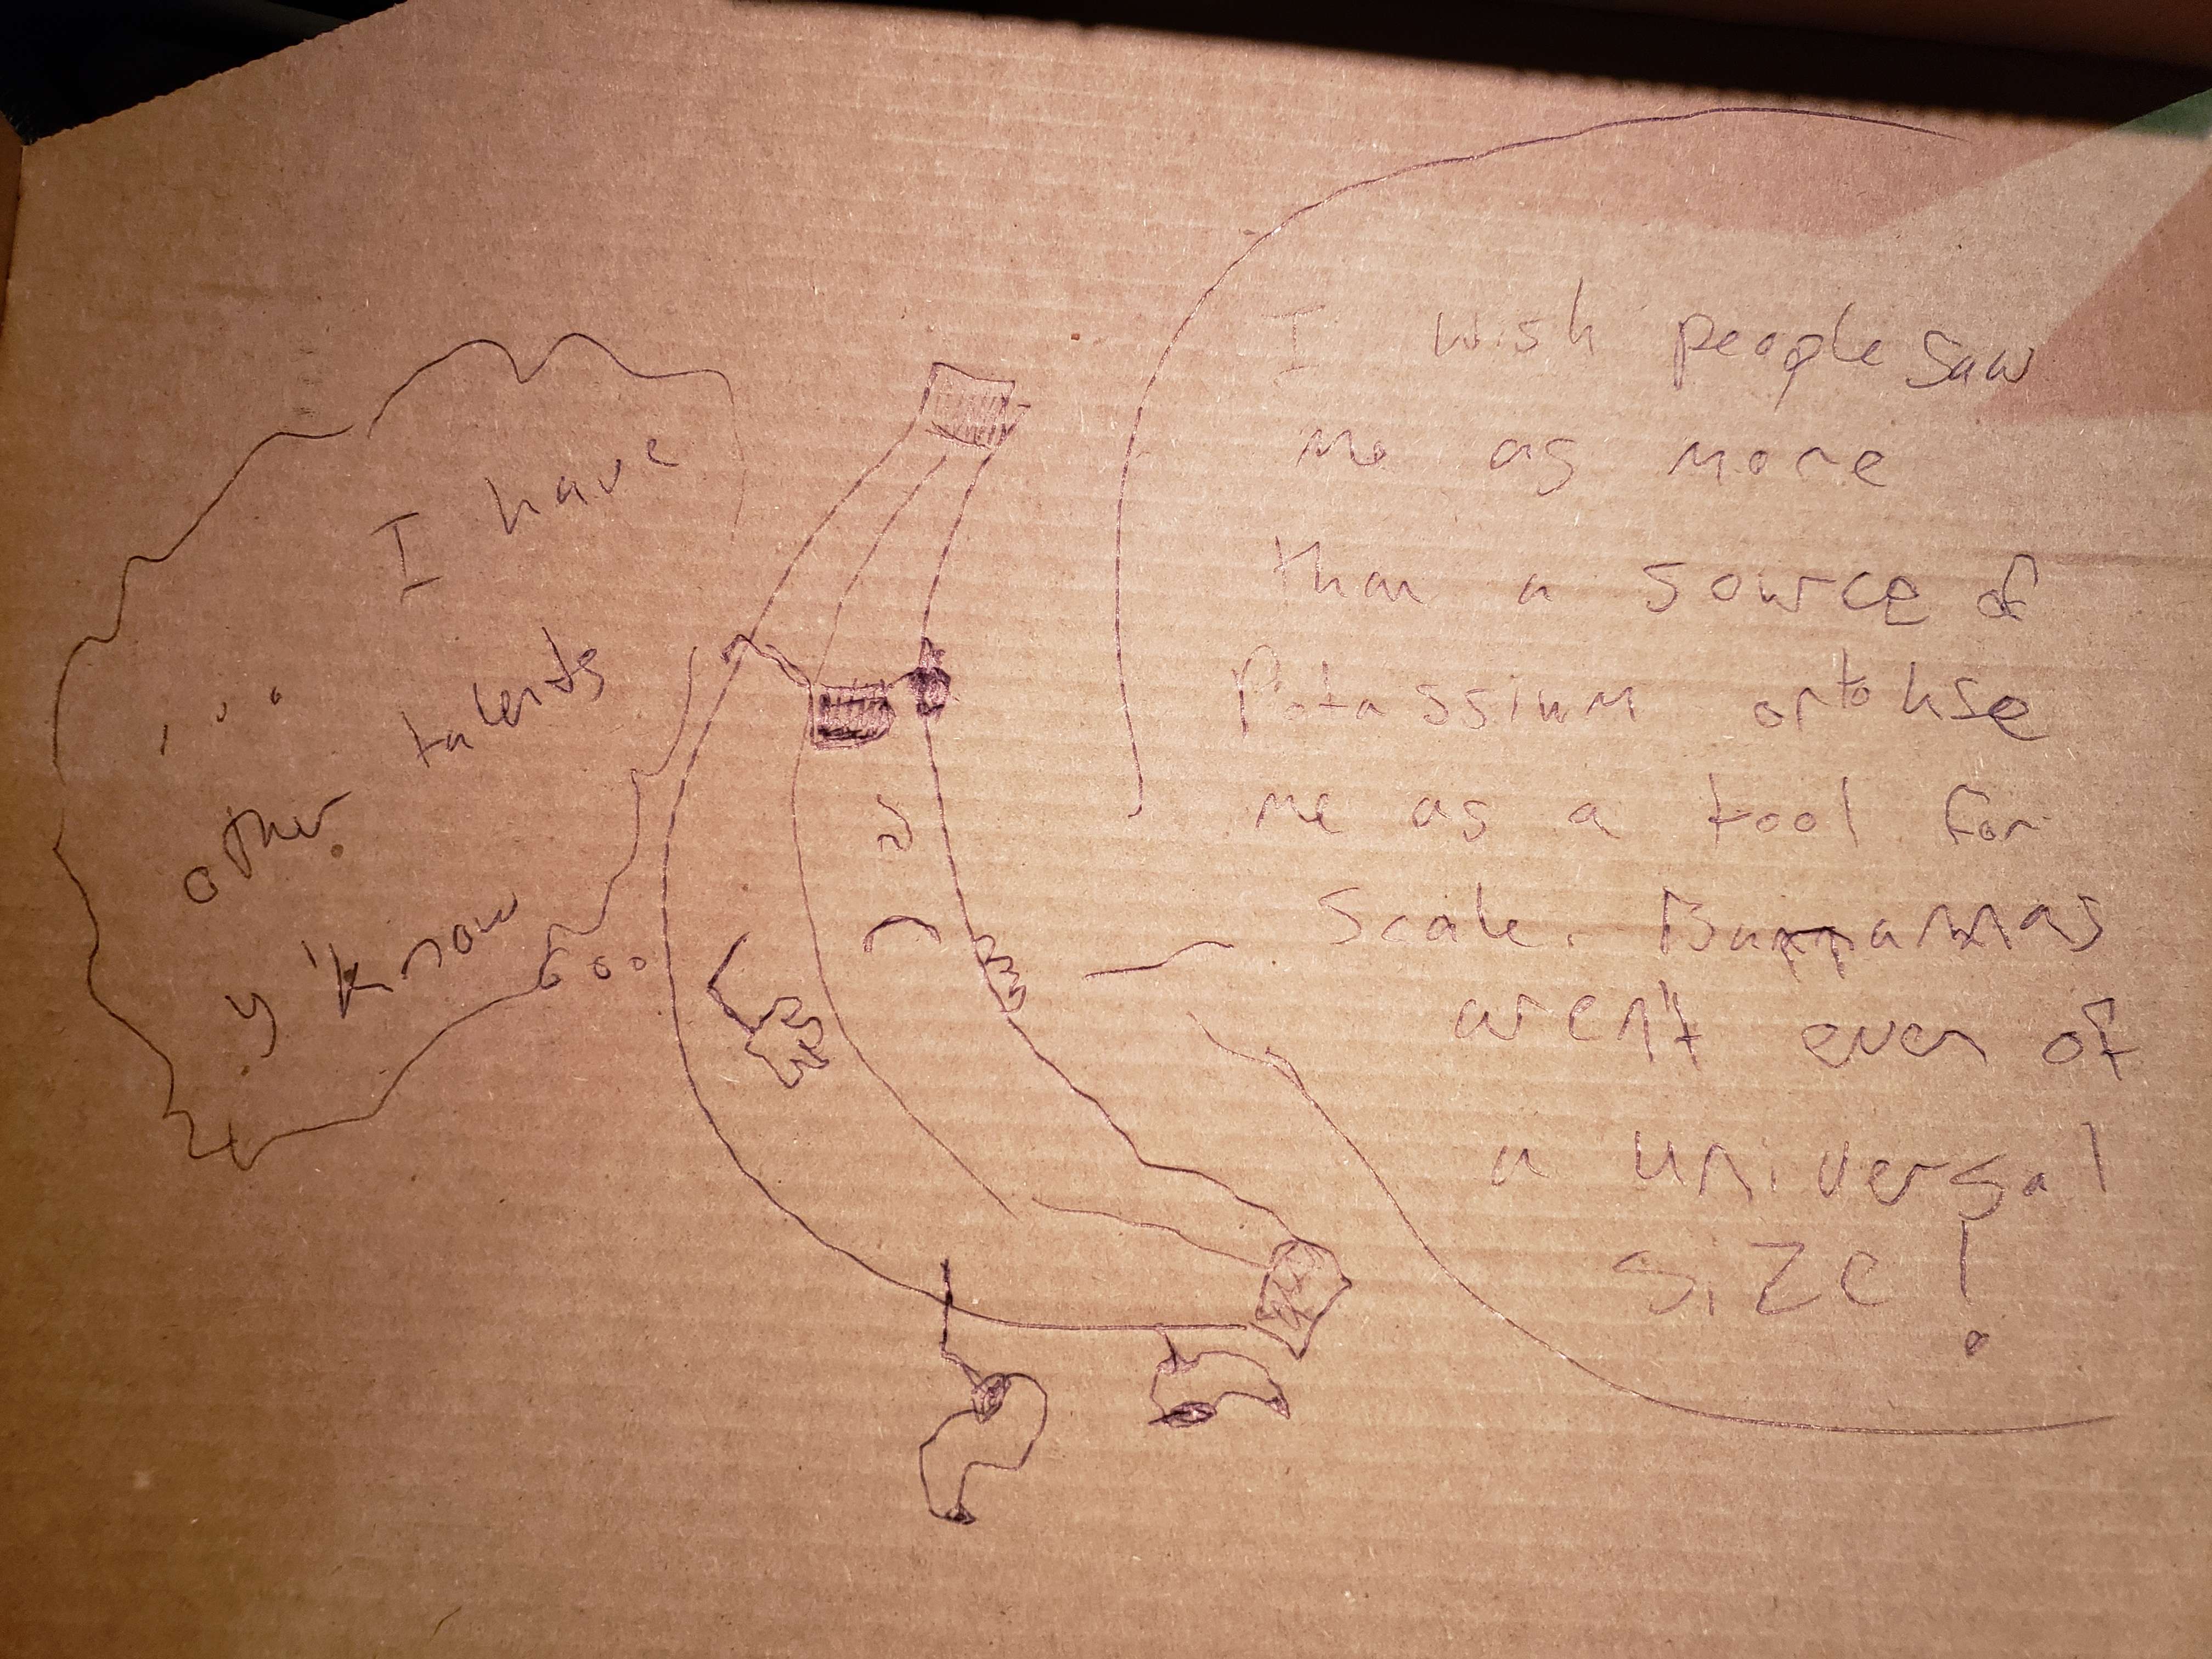 I have
...
other talents
y'know
I wish people saw
me as more
than a source of
Potassium or to use
me as a tool for
Scale. Bananas
aren't even of
a universal
size!